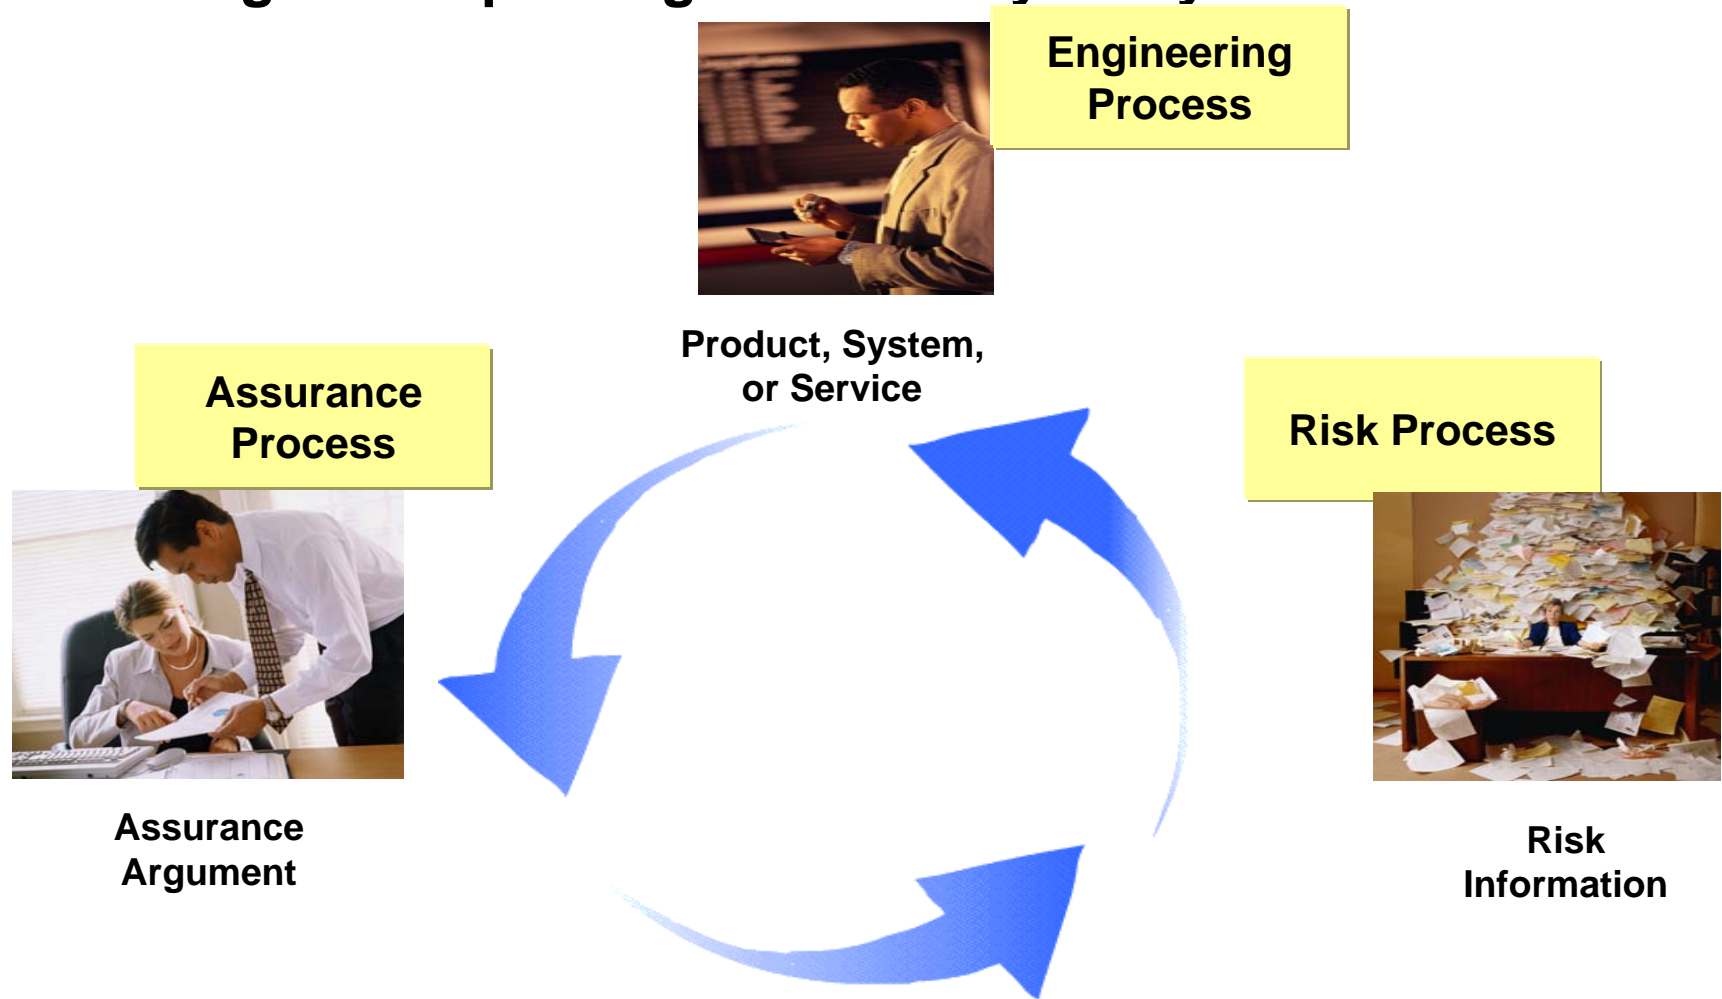 Engineering
Process
Product, System,
or Service
Assurance
Process
Risk Process
Assurance
Argument
Risk
Information